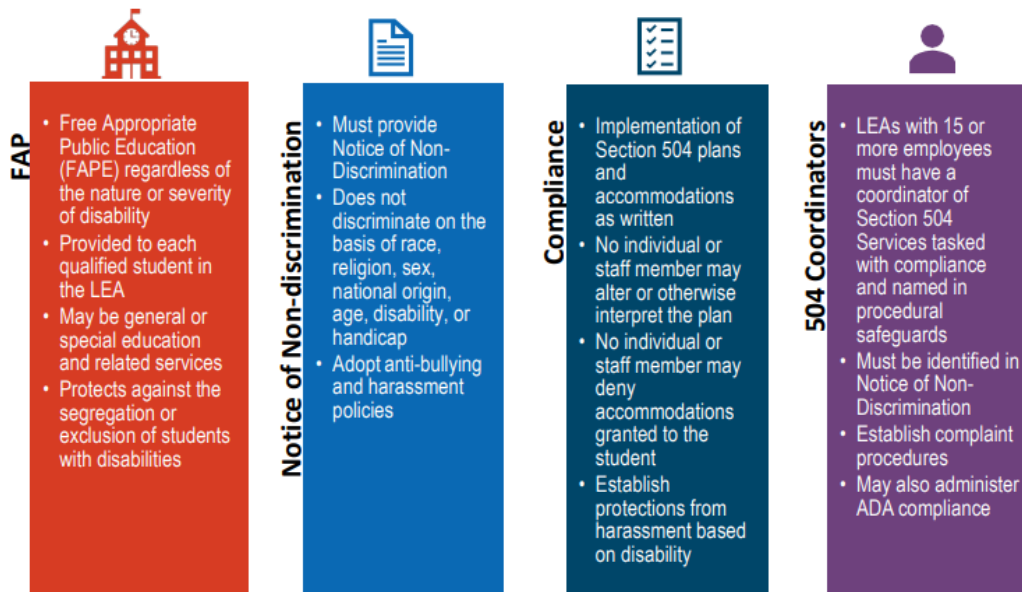 FAP
• Free Appropriate
Public Education
(FAPE) regardless of
the nature or severity
of disability
• Provided to each
qualified student in
the LEA
• May be general or
special education
and related services
• Protects against the
segregation or
exclusion of students
with disabilities
Notice of Non-discrimination
• Must provide
Notice of Non-
Discrimination
• Does not
discriminate on the
basis of race,
religion, sex,
national origin,
age, disability, or
handicap
• Adopt anti-bullying
and harassment
policies
Compliance
• Implementation of
Section 504 plans
and
accommodations
as written
• No individual or
staff member may
alter or otherwise
interpret the plan
• No individual or
staff member may
deny
accommodations
granted to the
student
• Establish
protections from
harassment based
on disability
504 Coordinators
• LEAs with 15 or
more employees
must have a
coordinator of
Section 504
Services tasked
with compliance
and named in
procedural
safeguards
• Must be identified in
Notice of Non-
Discrimination
• Establish complaint
procedures
• May also administer
ADA compliance